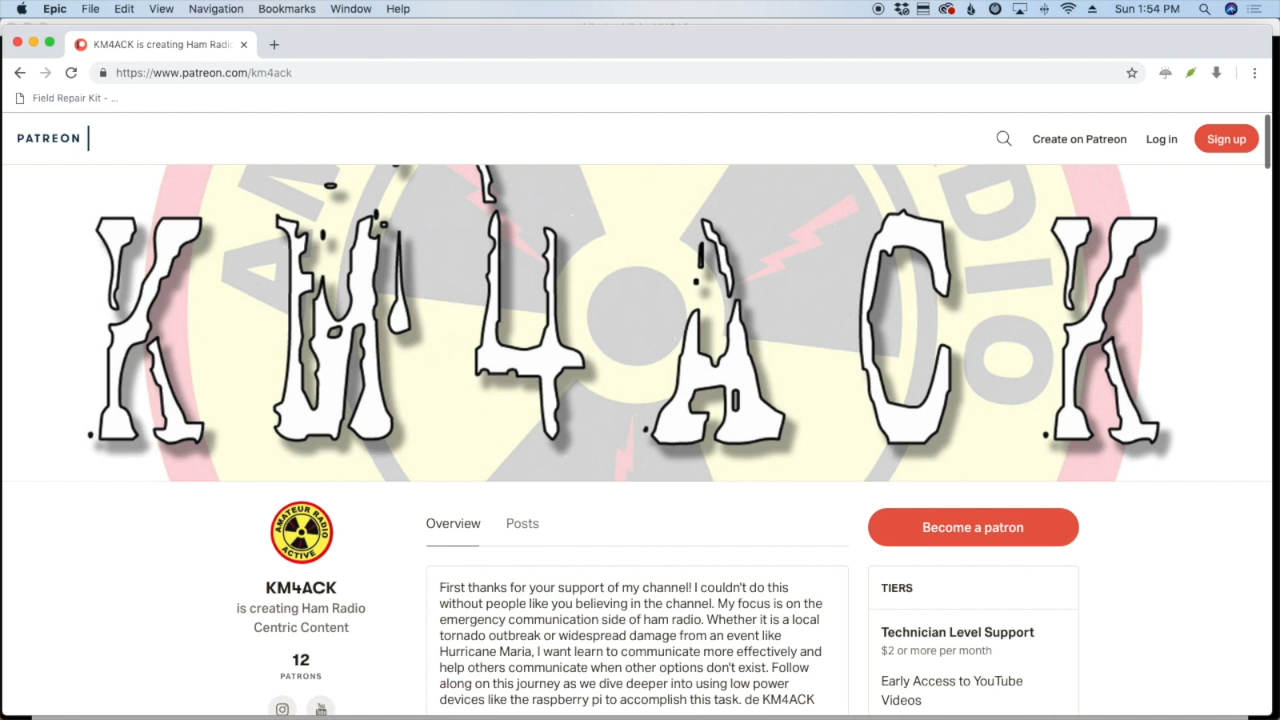 Epic File Edit View Navigation Bookmarks Window Help Sun 1:54 PM
KM4ACK is creating Ham Radio
https://www.patreon.com/km4ack
Field Repair Kit - ...
PATREON Create on Patreon Log in Sign up
KM4ACK
AMATEUR RADIO ACTIVE
KM4ACK
is creating Ham Radio
Centric Content
12
PATRONS
Overview Posts
First thanks for your support of my channel! I couldn't do this
without people like you believing in the channel. My focus is on the
emergency communication side of ham radio. Whether it is a local
tornado outbreak or widespread damage from an event like
Hurricane Maria, I want learn to communicate more effectively and
help others communicate when other options don't exist. Follow
along on this journey as we dive deeper into using low power
devices like the raspberry pi to accomplish this task. de KM4ACK
Become a patron
TIERS
Technician Level Support
$2 or more per month
Early Access to YouTube
Videos